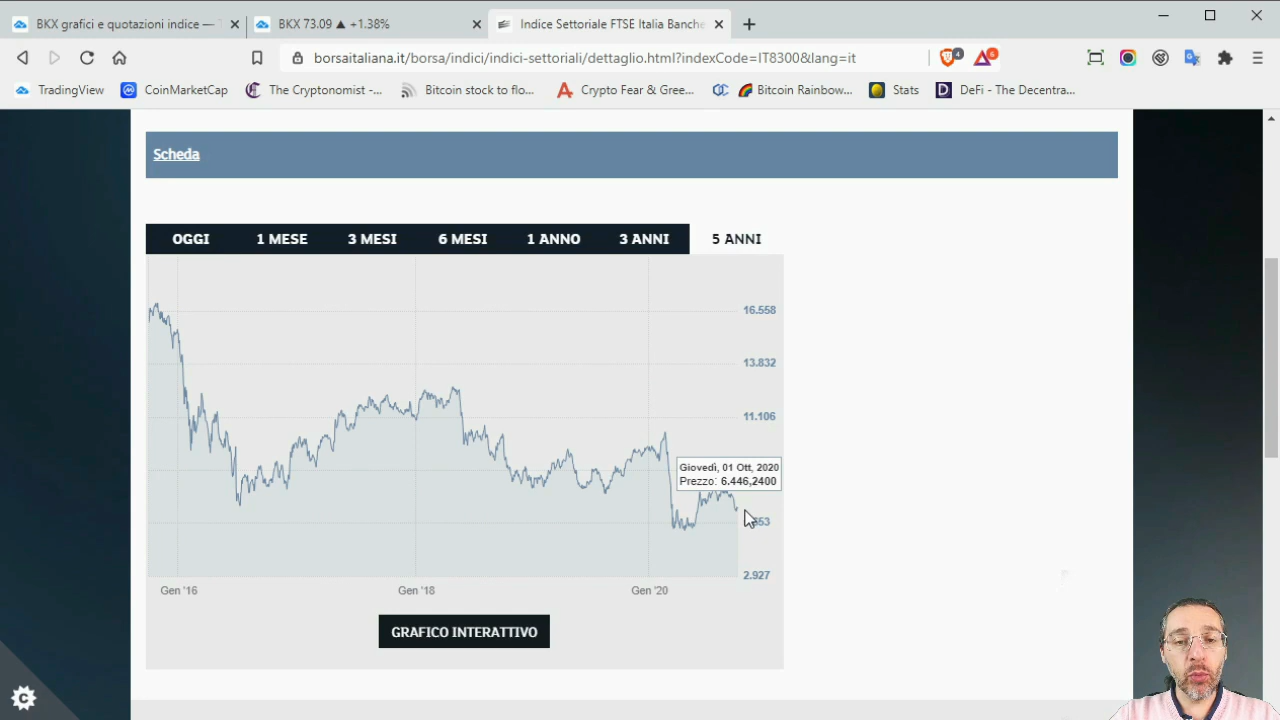 BKX grafici e quotazioni indice —
BKX 73.09 ▲ +1.38%
Indice Settoriale FTSE Italia Banche
borsaitaliana.it/borsa/indici/indici-settoriali/dettaglio.html?indexCode=IT8300&lang=it
4
6
TradingView
CoinMarketCap
The Cryptonomist -...
Bitcoin stock to flo...
Crypto Fear & Gree...
Bitcoin Rainbow...
Stats
DeFi - The Decentra...
Scheda
OGGI
1 MESE
3 MESI
6 MESI
1 ANNO
3 ANNI
5 ANNI
16.558
13.832
11.106
Giovedì, 01 Ott, 2020
Prezzo: 6.446,2400
2.927
Gen '16
Gen '18
Gen '20
GRAFICO INTERATTIVO